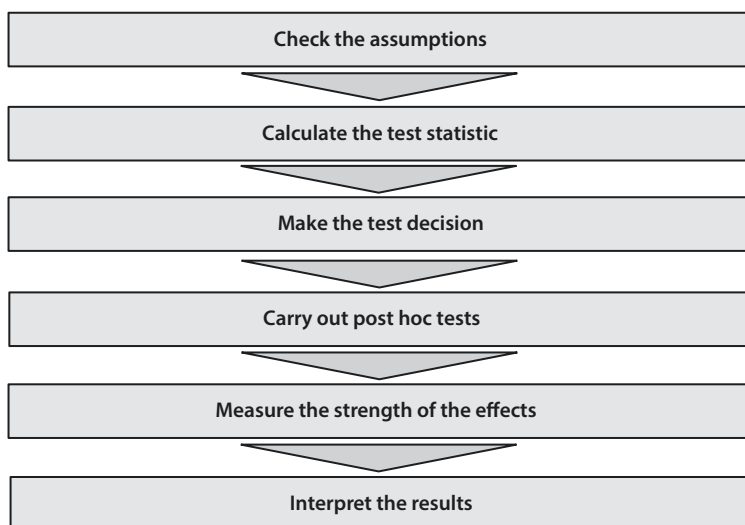 Check the assumptions
Calculate the test statistic
Make the test decision
Carry out post hoc tests
Measure the strength of the effects
Interpret the results